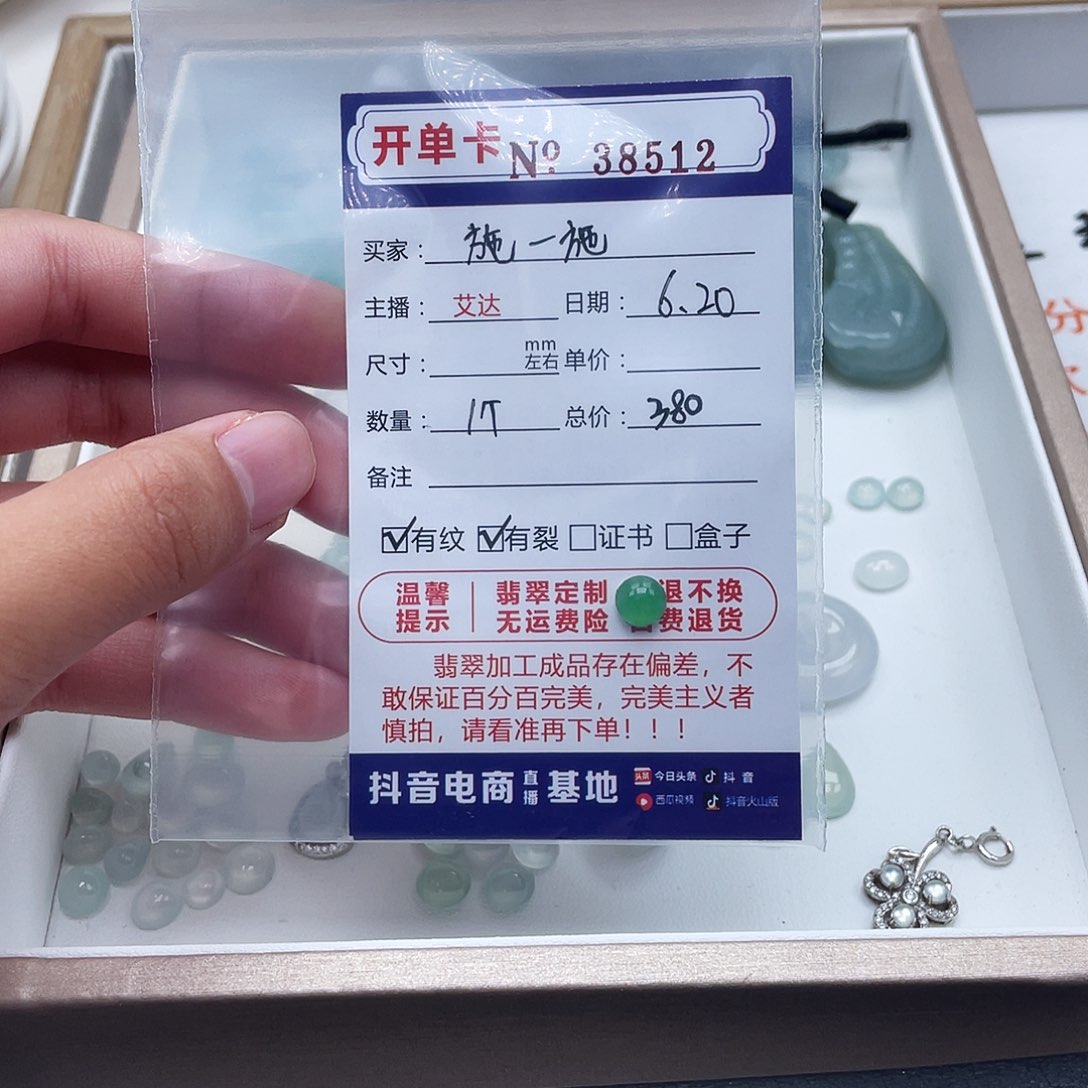 开单卡 Nº 38512
买家：施一施
主播：艾达 日期：6.20
尺寸： mm左右 单价：
数量：1个 总价：380
备注
有纹 有裂 证书 盒子
温馨提示
翡翠定制 退不换
无运费险 费退货
翡翠加工成品存在偏差，不
敢保证百分百完美，完美主义者
慎拍，请看准再下单！！！
抖音电商直播基地
头条 今日头条 抖音
西瓜视频 抖音火山版
分